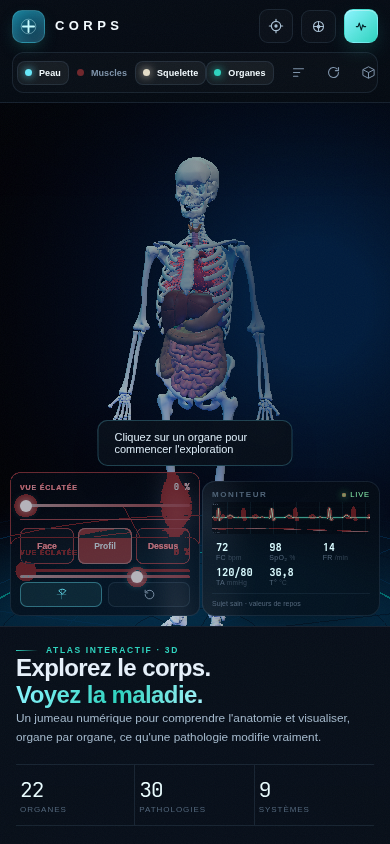 CORPS
Peau
Muscles
Squelette
Organes
Cliquez sur un organe pour
commencer l'exploration
VUE ÉCLATÉE 0 %
Face Profil Dessus
VUE ÉCLATÉE 0 %
MONITEUR LIVE
72 98 14
FC bpm SpO₂ % FR /min
120/80 36,8
TA mmHg T° °C
Sujet sain · valeurs de repos
ATLAS INTERACTIF · 3D
Explorez le corps.
Voyez la maladie.
Un jumeau numérique pour comprendre l'anatomie et visualiser,
organe par organe, ce qu'une pathologie modifie vraiment.
22 30 9
ORGANES PATHOLOGIES SYSTÈMES